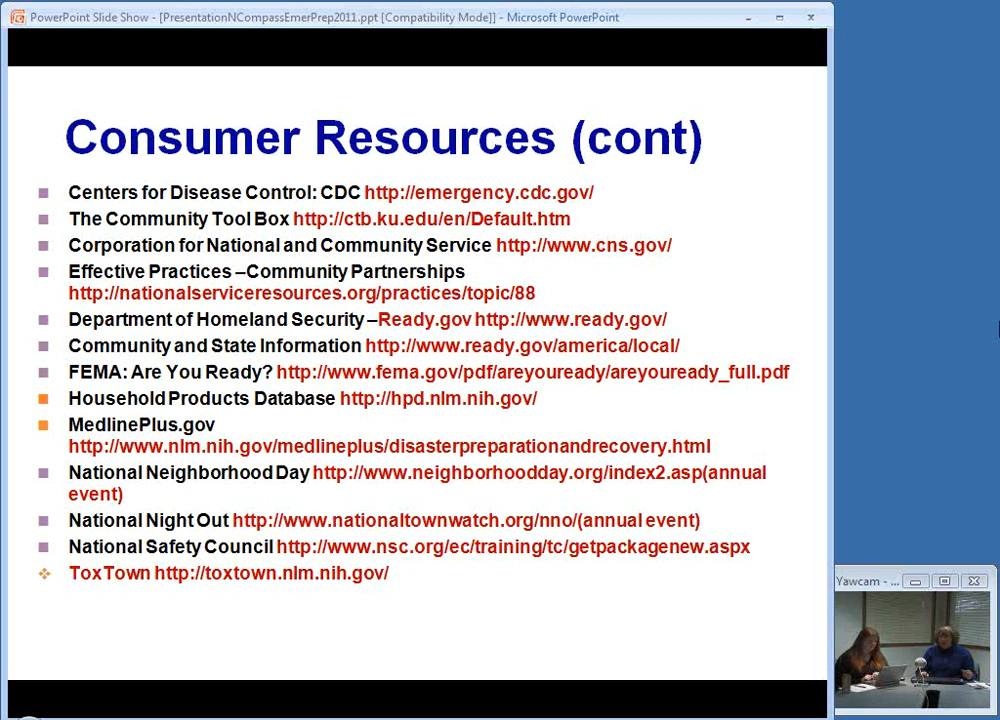 PowerPoint Slide Show - [PresentationNCompassEmerPrep2011.ppt [Compatibility Mode]] - Microsoft PowerPoint
Consumer Resources (cont)
Centers for Disease Control: CDC http://emergency.cdc.gov/
The Community Tool Box http://ctb.ku.edu/en/Default.htm
Corporation for National and Community Service http://www.cns.gov/
Effective Practices –Community Partnerships
http://nationalserviceresources.org/practices/topic/88
Department of Homeland Security –Ready.gov http://www.ready.gov/
Community and State Information http://www.ready.gov/america/local/
FEMA: Are You Ready? http://www.fema.gov/pdf/areyouready/areyouready_full.pdf
Household Products Database http://hpd.nlm.nih.gov/
MedlinePlus.gov
http://www.nlm.nih.gov/medlineplus/disasterpreparationandrecovery.html
National Neighborhood Day http://www.neighborhoodday.org/index2.asp(annual
event)
National Night Out http://www.nationaltownwatch.org/nno/(annual event)
National Safety Council http://www.nsc.org/ec/training/tc/getpackagenew.aspx
ToxTown http://toxtown.nlm.nih.gov/
Yawcam - ...